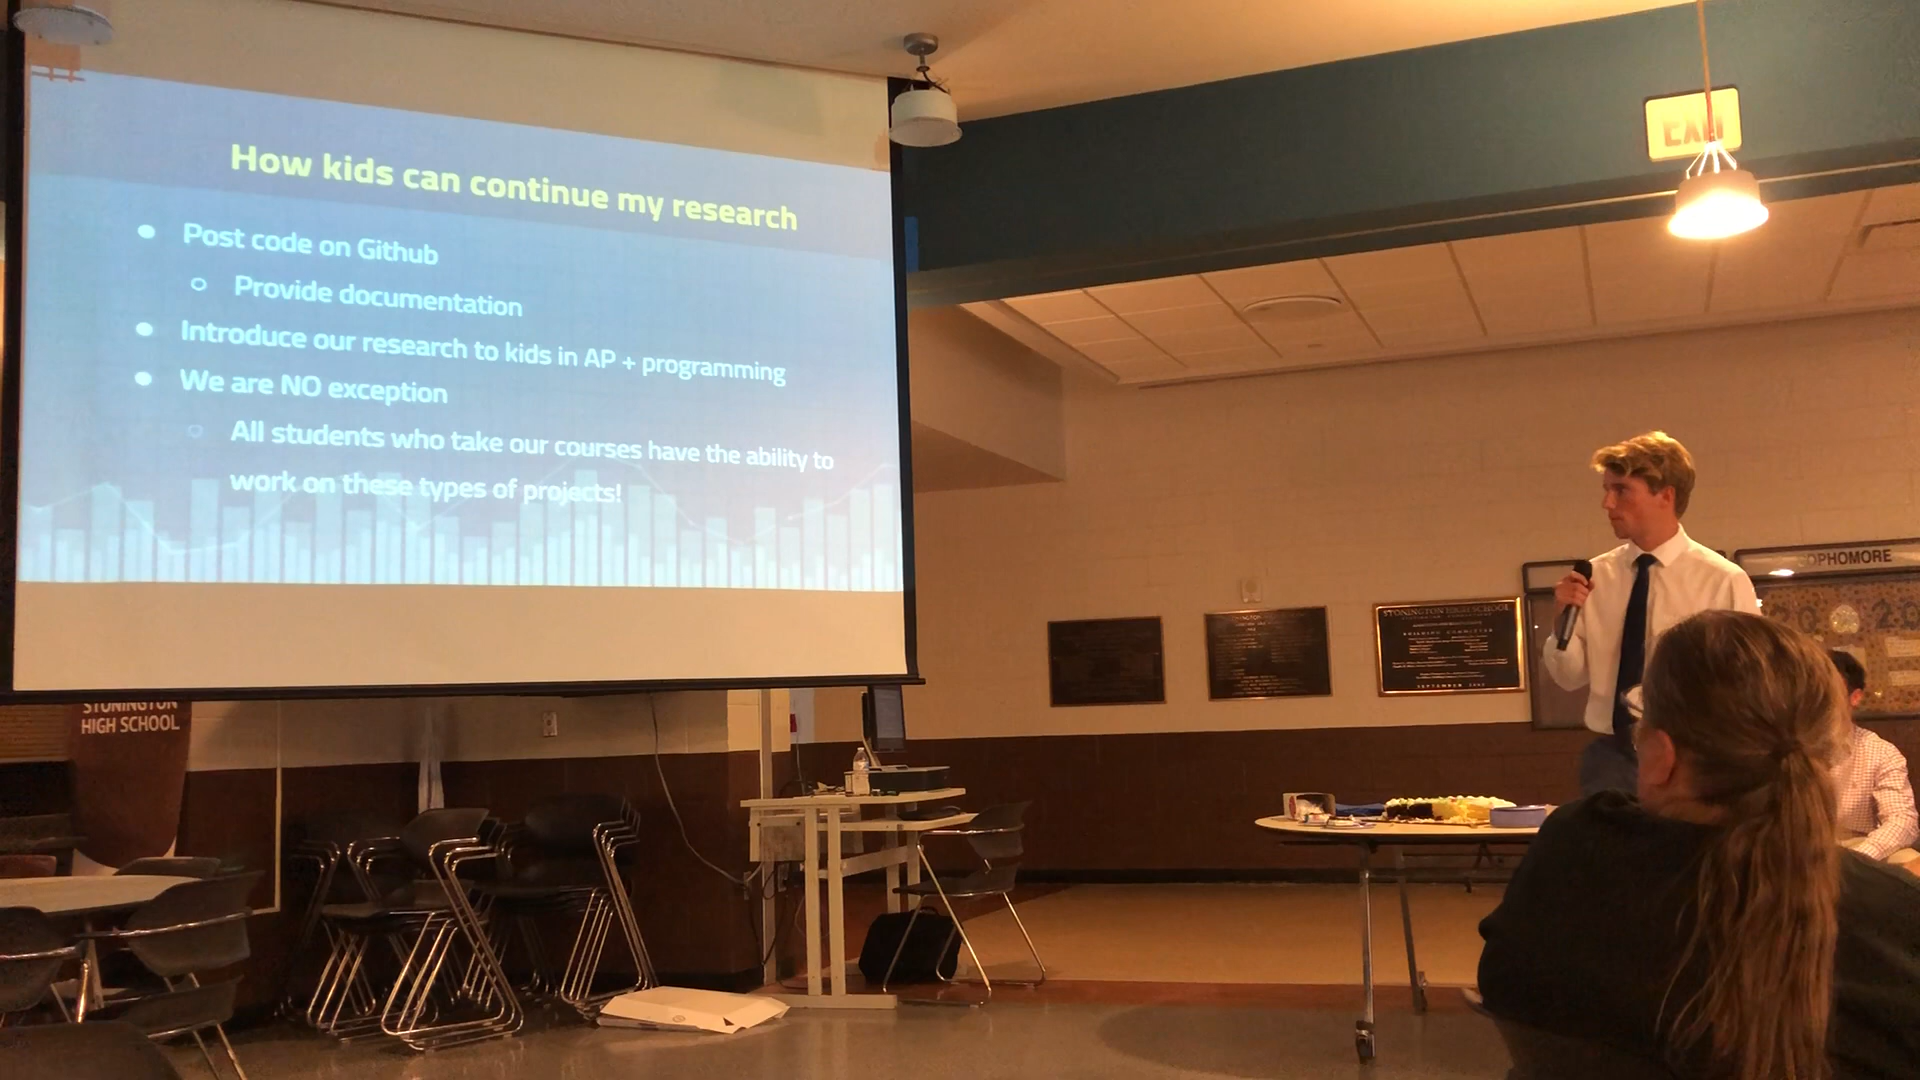 How kids can continue my research
Post code on Github
Provide documentation
Introduce our research to kids in AP + programming
We are NO exception
All students who take our courses have the ability to
work on these types of projects!
EXIT
SOPHOMORE
STONINGTON HIGH SCHOOL
BUILDING COMMITTEE
SEPTEMBER
STONINGTON
HIGH SCHOOL